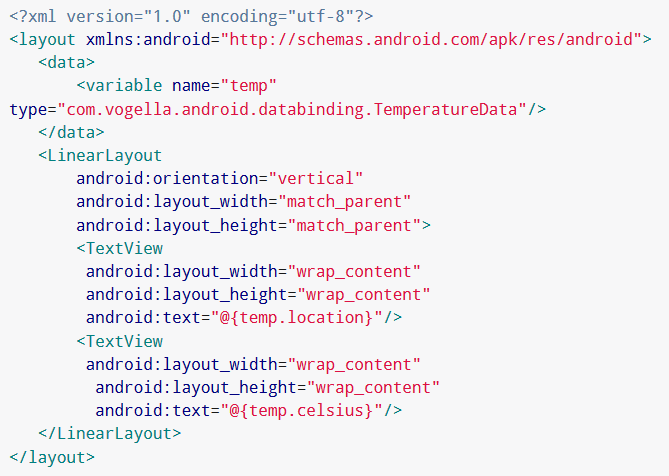 <?xml version="1.0" encoding="utf-8"?>
<layout xmlns:android="http://schemas.android.com/apk/res/android">
   <data>
       <variable name="temp"
type="com.vogella.android.databinding.TemperatureData"/>
   </data>
   <LinearLayout
       android:orientation="vertical"
       android:layout_width="match_parent"
       android:layout_height="match_parent">
       <TextView
        android:layout_width="wrap_content"
        android:layout_height="wrap_content"
        android:text="@{temp.location}"/>
       <TextView
        android:layout_width="wrap_content"
         android:layout_height="wrap_content"
         android:text="@{temp.celsius}"/>
   </LinearLayout>
</layout>